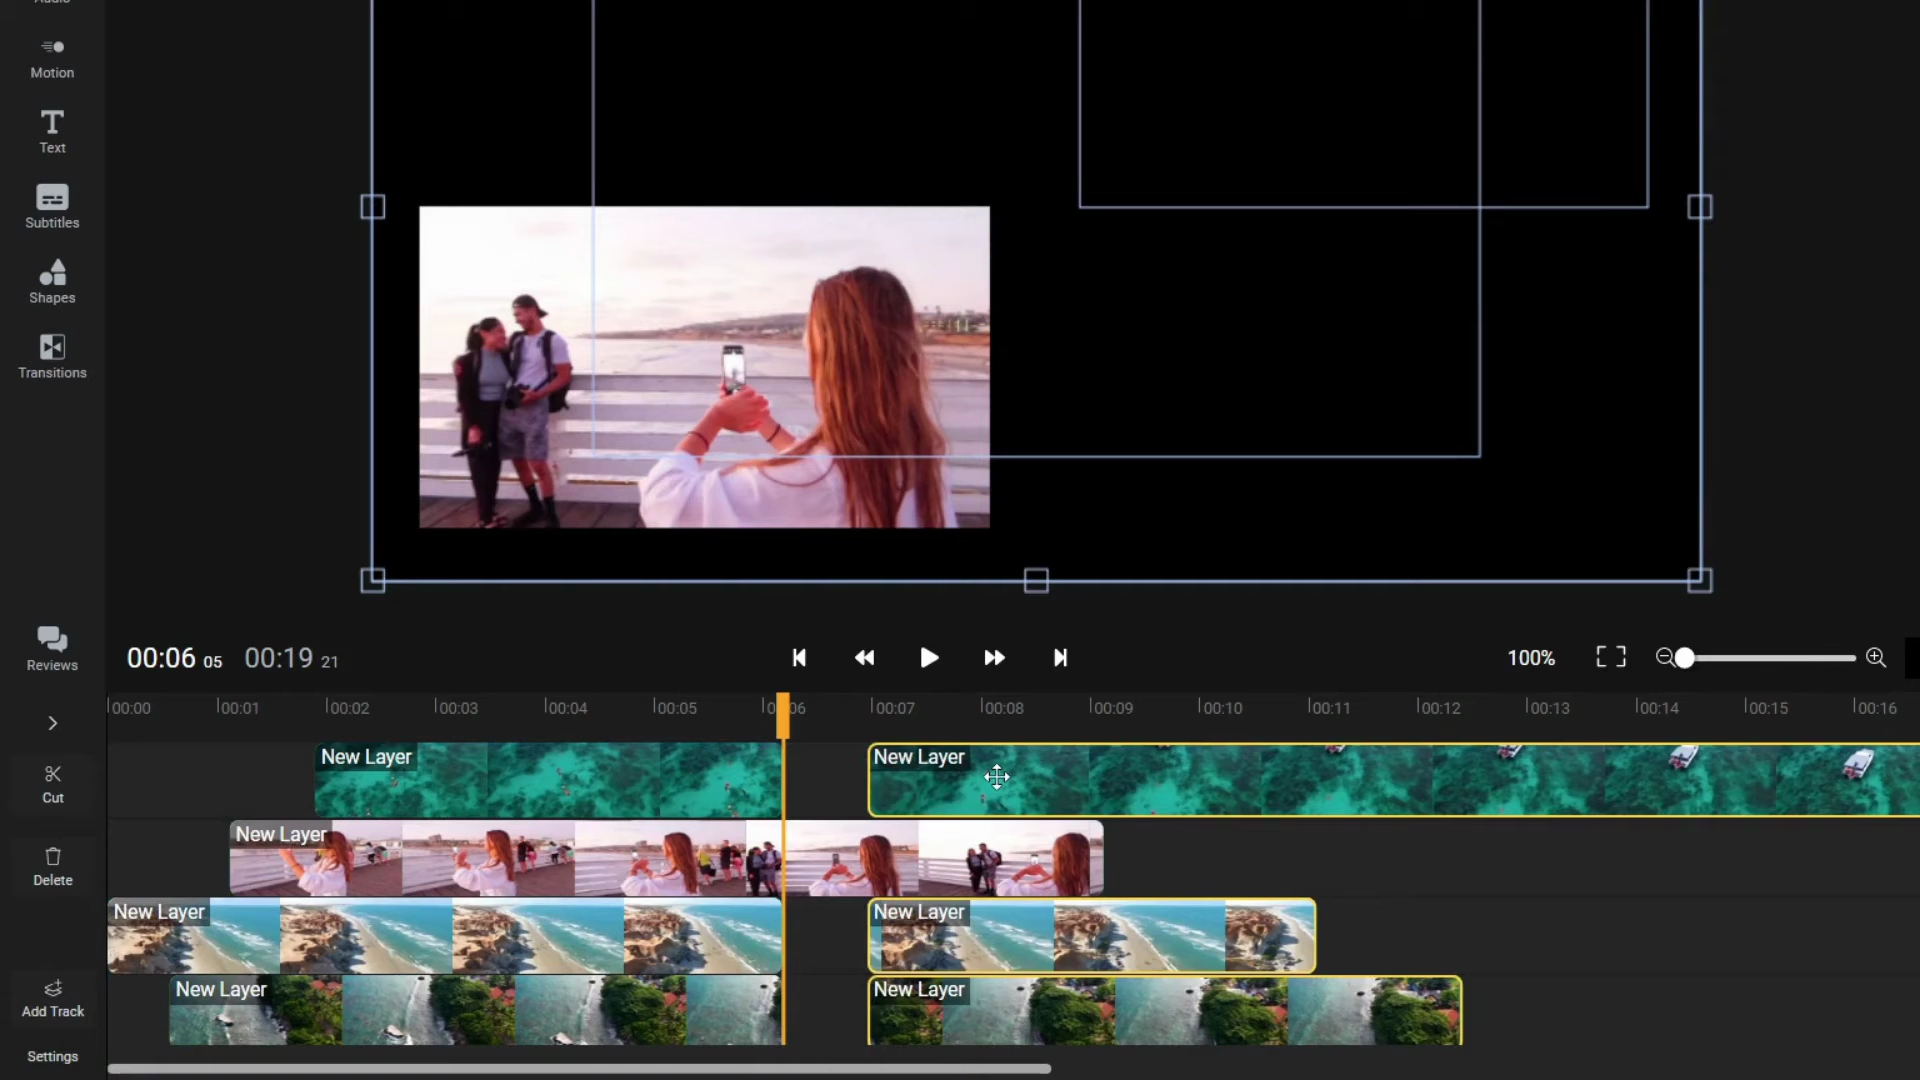 Audio
Motion
Text
Subtitles
Shapes
Transitions
Reviews
00:06 05 00:19 21
100%
00:00 00:01 00:02 00:03 00:04 00:05 06 00:07 00:08 00:09 00:10 00:11 00:12 00:13 00:14 00:15 00:16
New Layer New Layer
Cut
New Layer
Delete
New Layer New Layer
New Layer New Layer
Add Track
Settings